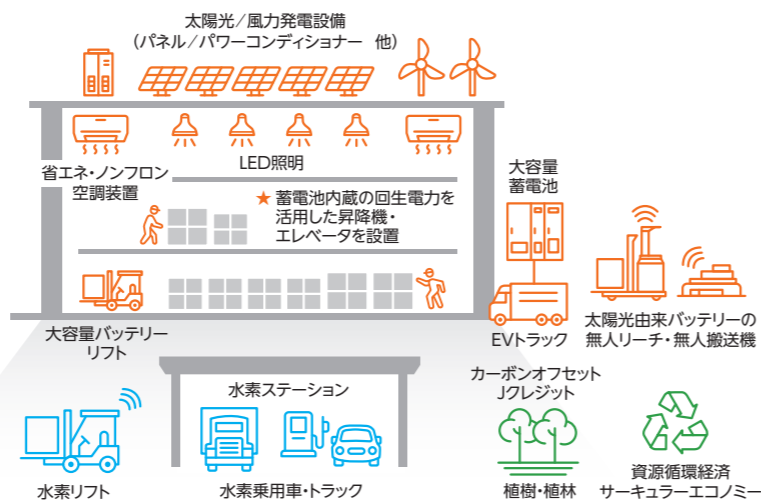 太陽光/風力発電設備
(パネル/パワーコンディショナー 他)
省エネ・ノンフロン
空調装置
LED照明
★蓄電池内蔵の回生電力を
活用した昇降機・
エレベータを設置
大容量
蓄電池
大容量バッテリー
リフト
EVトラック
太陽光由来バッテリーの
無人リーチ・無人搬送機
水素ステーション
カーボンオフセット
Jクレジット
水素リフト
水素乗用車・トラック
植樹・植林
資源循環経済
サーキュラーエコノミー